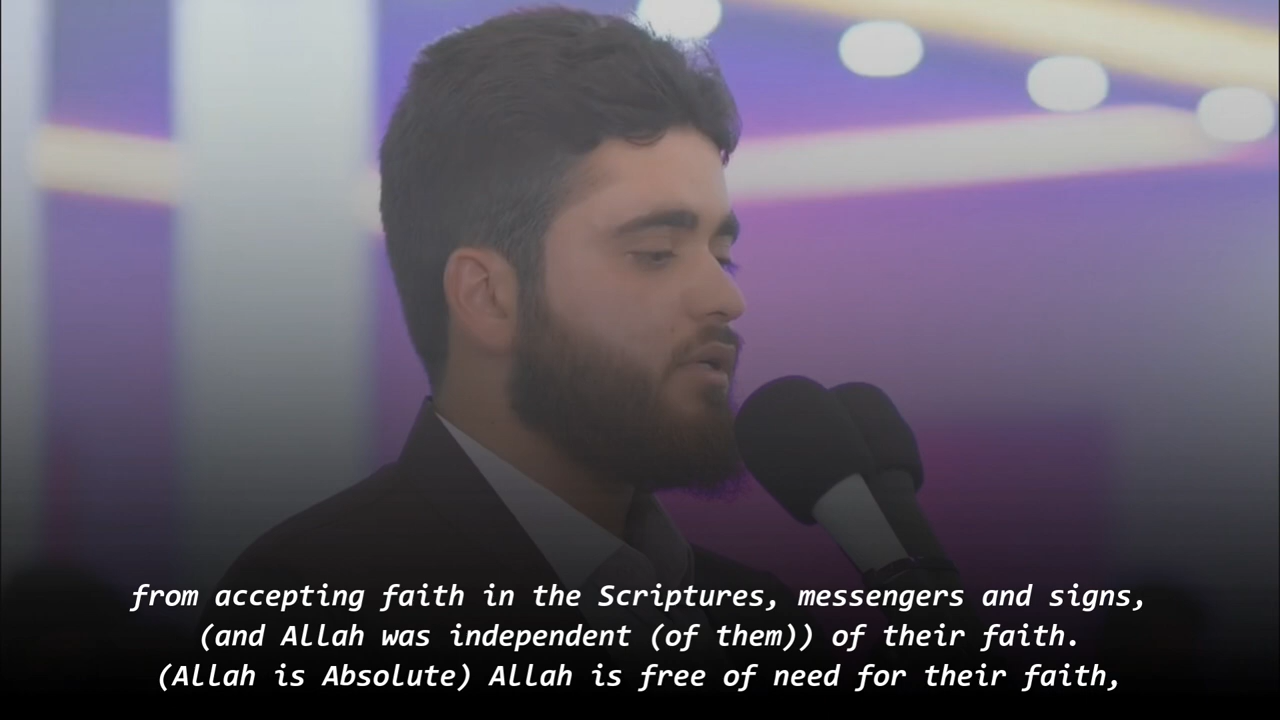 from accepting faith in the Scriptures, messengers and signs,
(and Allah was independent (of them)) of their faith.
(Allah is Absolute) Allah is free of need for their faith,